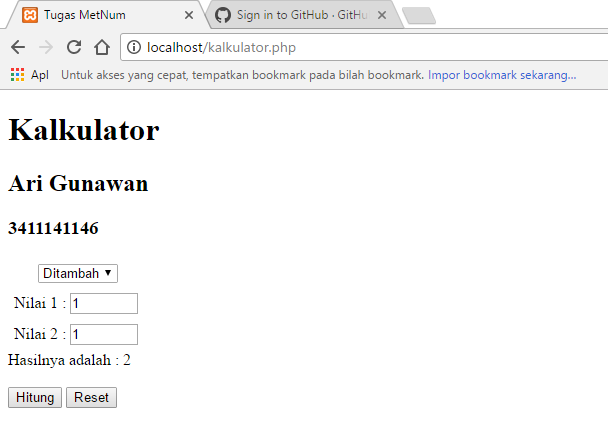 Tugas MetNum
Sign in to GitHub · GitHu
localhost/kalkulator.php
Apl Untuk akses yang cepat, tempatkan bookmark pada bilah bookmark. Impor bookmark sekarang...
Kalkulator
Ari Gunawan
3411141146
Ditambah
Nilai 1 : 1
Nilai 2 : 1
Hasilnya adalah : 2
Hitung Reset